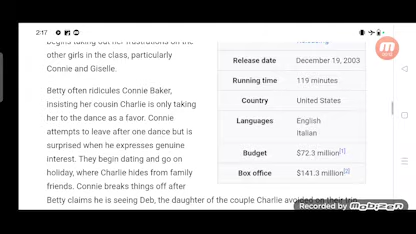 2:17
begins taking out her frustrations on the
other girls in the class, particularly
Connie and Giselle.
Betty often ridicules Connie Baker,
insisting her cousin Charlie is only taking
her to the dance as a favor. Connie
attempts to leave after one dance but is
surprised when he expresses genuine
interest. They begin dating and go on
holiday, where Charlie hides from family
friends. Connie breaks things off after
Betty claims he is seeing Deb, the daughter of the couple Charlie avoided on their trip
Release date December 19, 2003
Running time 119 minutes
Country United States
Languages English
Italian
Budget $72.3 million[1]
Box office $141.3 million[2]
Recorded by Mobizen